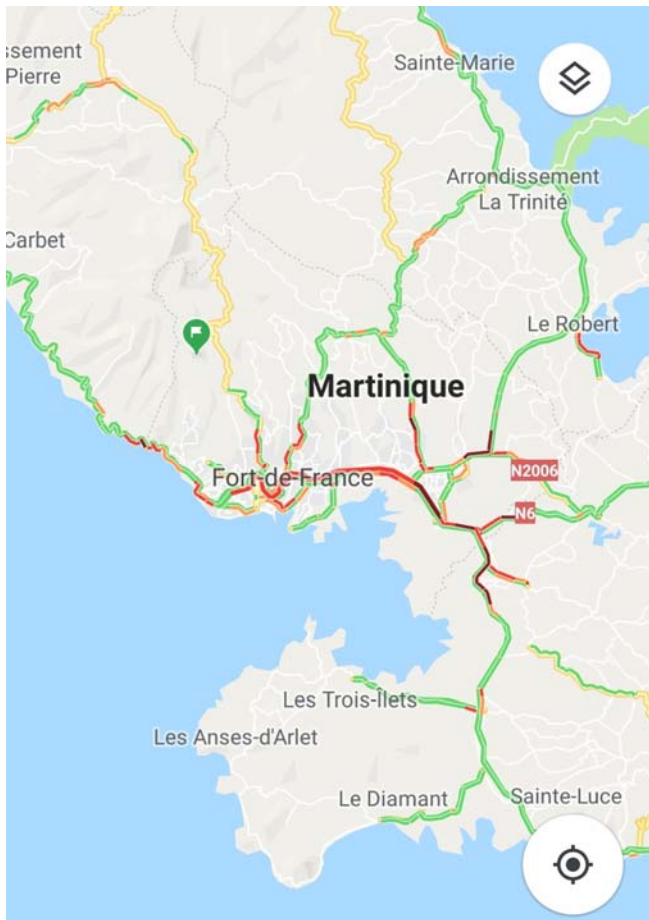 ssement
Pierre
Sainte-Marie
Arrondissement
La Trinité
Carbet
Le Robert
Martinique
Fort-de-France
N2006
N6
Les Trois-Îlets
Les Anses-d'Arlet
Le Diamant
Sainte-Luce